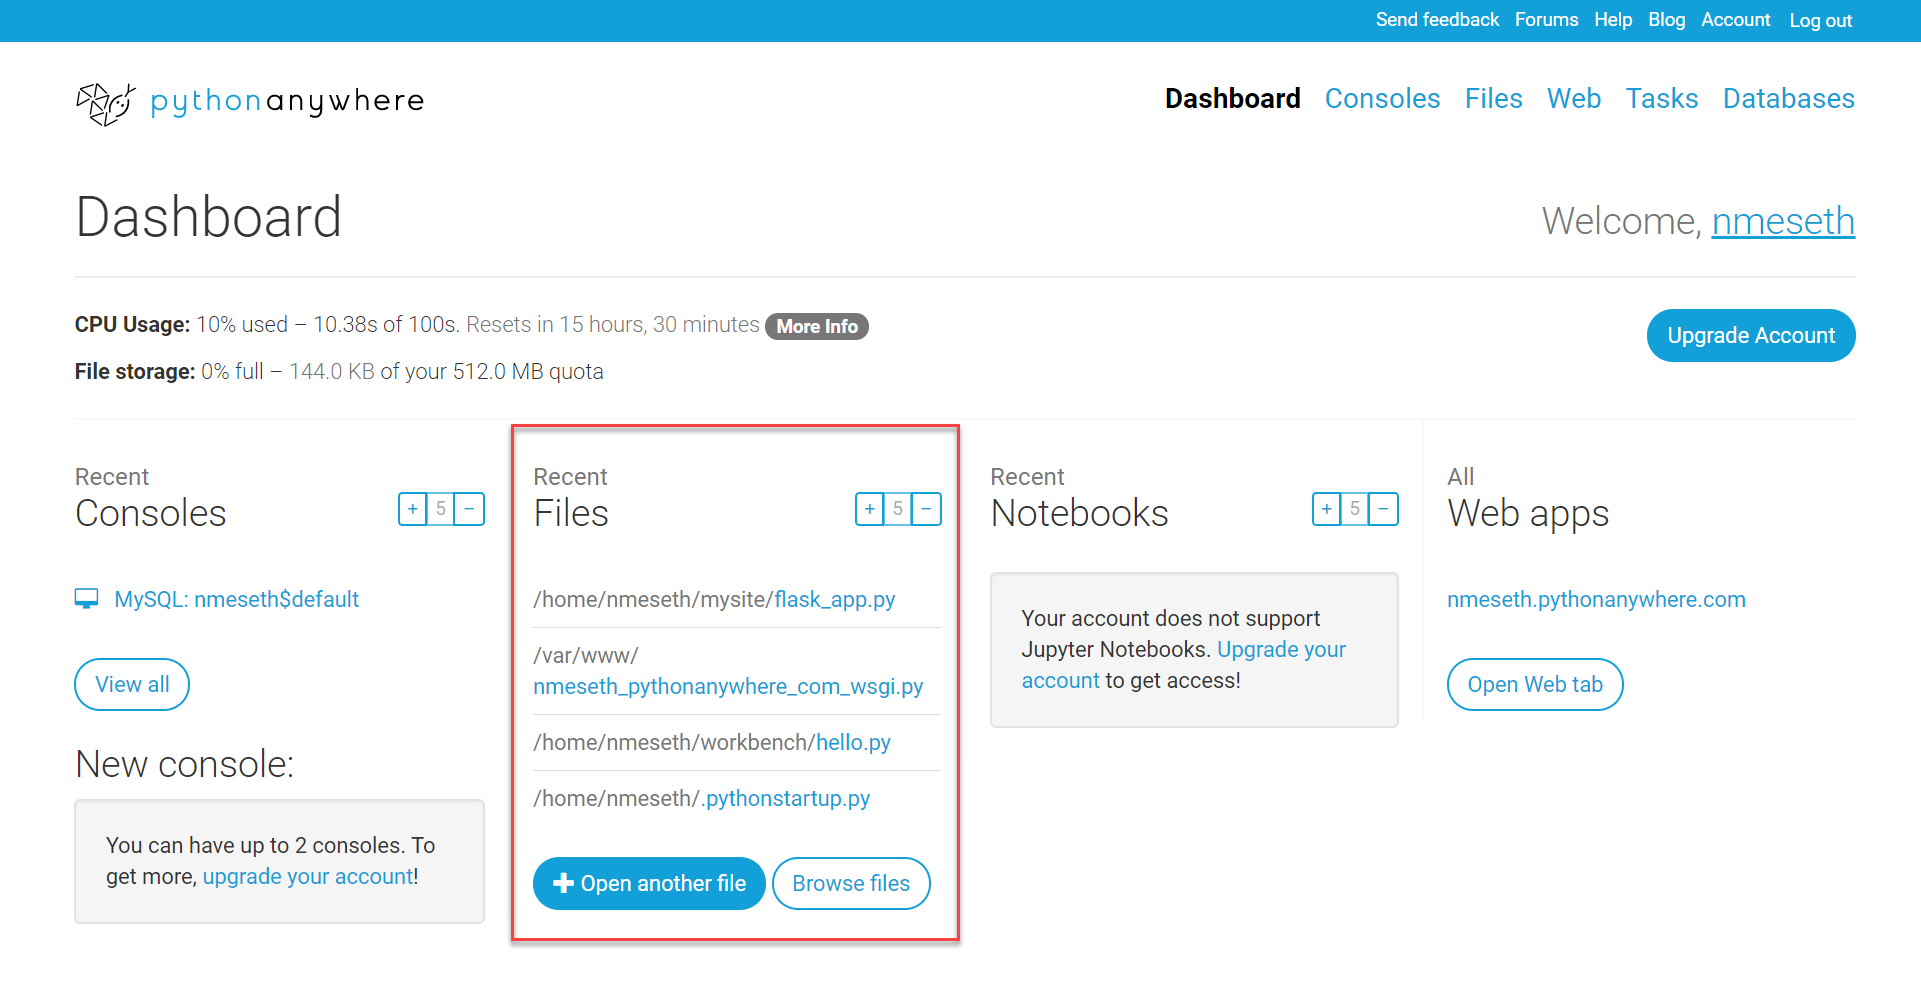 Send feedback Forums Help Blog Account Log out
pythonanywhere
Dashboard Consoles Files Web Tasks Databases
Dashboard
Welcome, nmeseth
CPU Usage: 10% used – 10.38s of 100s. Resets in 15 hours, 30 minutes More Info
File storage: 0% full – 144.0 KB of your 512.0 MB quota
Upgrade Account
Recent
Consoles
+ 5 −
MySQL: nmeseth$default
View all
New console:
You can have up to 2 consoles. To
get more, upgrade your account!
Recent
Files
+ 5 −
/home/nmeseth/mysite/flask_app.py
/var/www/
nmeseth_pythonanywhere_com_wsgi.py
/home/nmeseth/workbench/hello.py
/home/nmeseth/.pythonstartup.py
+ Open another file
Browse files
Recent
Notebooks
+ 5 −
Your account does not support
Jupyter Notebooks. Upgrade your
account to get access!
All
Web apps
nmeseth.pythonanywhere.com
Open Web tab